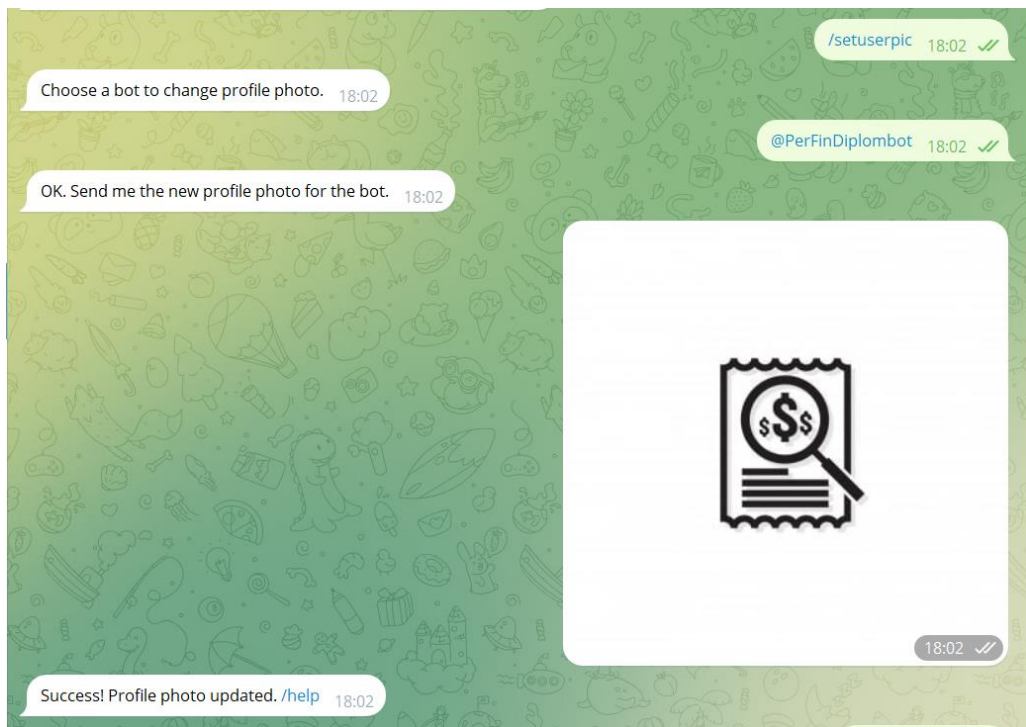 /setuserpic 18:02
Choose a bot to change profile photo. 18:02
@PerFinDiplombot 18:02
OK. Send me the new profile photo for the bot. 18:02
$$$
18:02
Success! Profile photo updated. /help 18:02